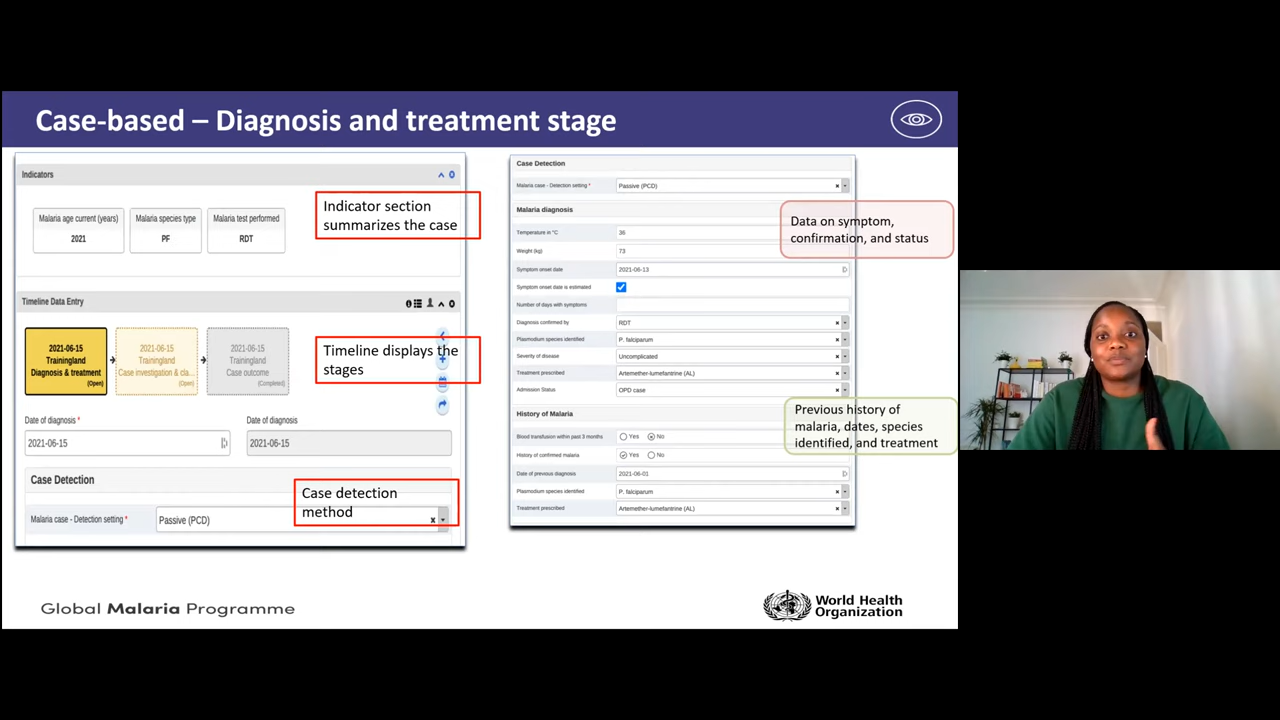 Case-based – Diagnosis and treatment stage
Indicators
Indicator section
summarizes the case
Malaria age current (years)
2021
Malaria species type
PF
Malaria test performed
RDT
Timeline Data Entry
Timeline displays the
stages
2021-06-15
Trainingland
Diagnosis & treatment
(Open)
2021-06-15
Trainingland
Case investigation & cla...
(Open)
2021-06-15
Trainingland
Case outcome
(Completed)
Date of diagnosis *
2021-06-15
Date of diagnosis
2021-06-15
Case Detection
Case detection
method
Malaria case - Detection setting *
Passive (PCD)
Case Detection
Malaria case - Detection setting * Passive (PCD)
Malaria diagnosis
Data on symptom,
confirmation, and status
Temperature in °C 36
Weight (kg) 73
Symptom onset date 2021-06-13
Symptom onset date is estimated
Number of days with symptoms
Diagnosis confirmed by RDT
Plasmodium species identified P. falciparum
Severity of disease Uncomplicated
Treatment prescribed Artemether-lumefantrine (AL)
Admission Status OPD case
History of Malaria
Previous history of
malaria, dates, species
identified, and treatment
Blood transfusion within past 3 months Yes No
History of confirmed malaria Yes No
Date of previous diagnosis 2021-06-01
Plasmodium species identified P. falciparum
Treatment prescribed Artemether-lumefantrine (AL)
Global Malaria Programme
World Health
Organization